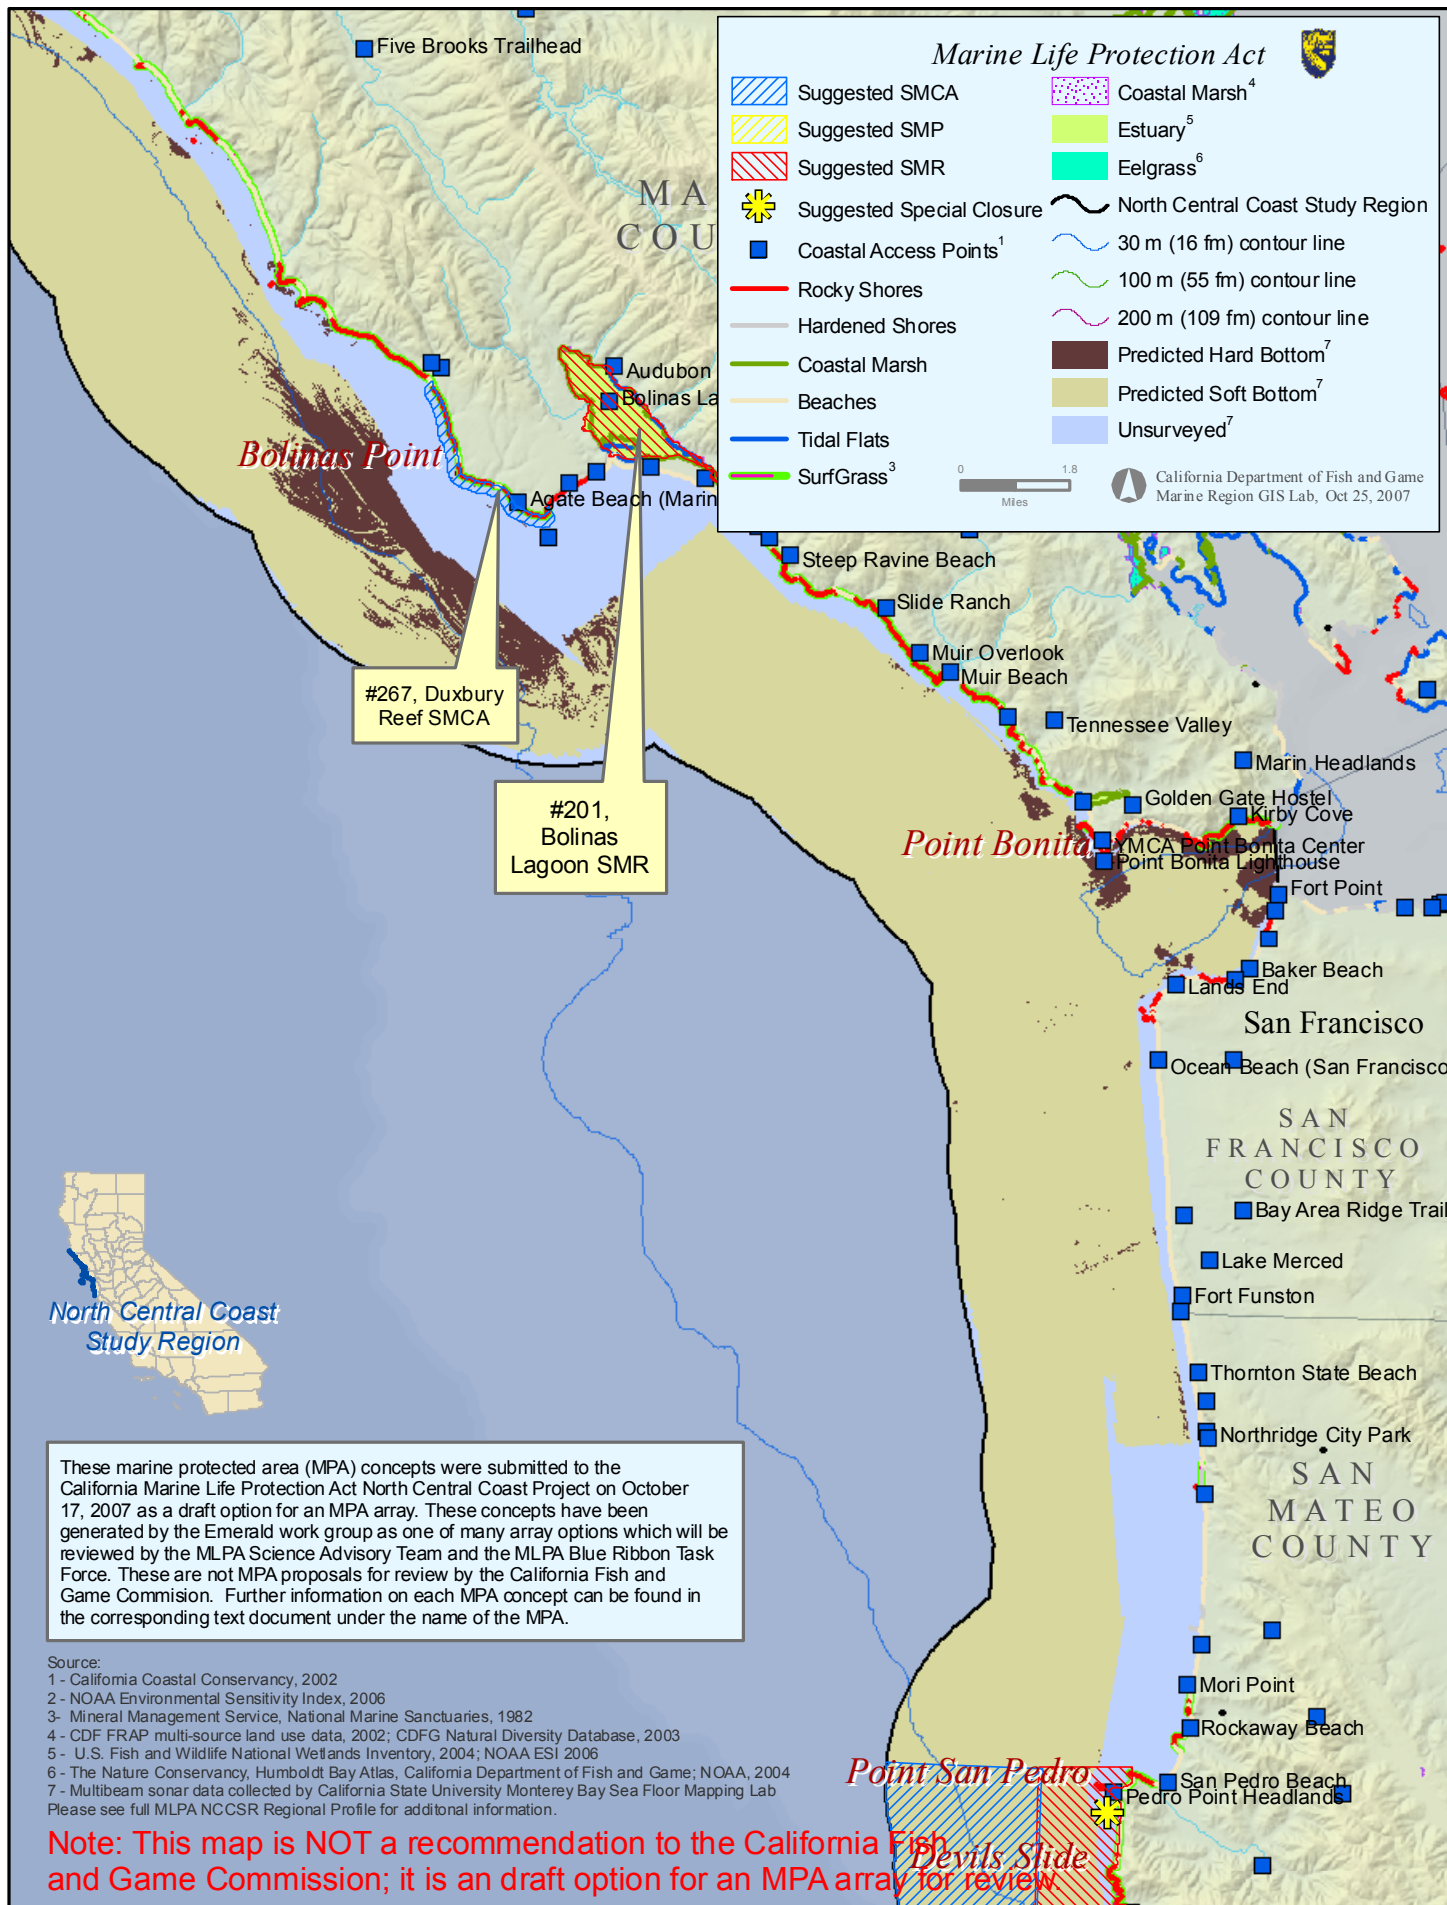 Five Brooks Trailhead
Marine Life Protection Act
Suggested SMCA
Suggested SMP
Suggested SMR
Suggested Special Closure
Coastal Access Points1
Rocky Shores
Hardened Shores
Coastal Marsh
Beaches
Tidal Flats
SurfGrass3
Coastal Marsh4
Estuary5
Eelgrass6
North Central Coast Study Region
30 m (16 fm) contour line
100 m (55 fm) contour line
200 m (109 fm) contour line
Predicted Hard Bottom7
Predicted Soft Bottom7
Unsurveyed7
0 1.8
Miles
California Department of Fish and Game
Marine Region GIS Lab, Oct 25, 2007
MA
COU
Audubon
Bolinas La
Bolinas Point
Agate Beach (Marin
Steep Ravine Beach
Slide Ranch
Muir Overlook
Muir Beach
#267, Duxbury
Reef SMCA
Tennessee Valley
Marin Headlands
#201,
Bolinas
Lagoon SMR
Golden Gate Hostel
Kirby Cove
Point Bonita
YMCA Point Bonita Center
Point Bonita Lighthouse
Fort Point
Baker Beach
Lands End
San Francisco
Ocean Beach (San Francisco
SAN
FRANCISCO
COUNTY
Bay Area Ridge Trail
Lake Merced
Fort Funston
North Central Coast
Study Region
Thornton State Beach
Northridge City Park
SAN
MATEO
COUNTY
These marine protected area (MPA) concepts were submitted to the
California Marine Life Protection Act North Central Coast Project on October
17, 2007 as a draft option for an MPA array. These concepts have been
generated by the Emerald work group as one of many array options which will be
reviewed by the MLPA Science Advisory Team and the MLPA Blue Ribbon Task
Force. These are not MPA proposals for review by the California Fish and
Game Commision. Further information on each MPA concept can be found in
the corresponding text document under the name of the MPA.
Source:
1 - California Coastal Conservancy, 2002
2 - NOAA Environmental Sensitivity Index, 2006
3- Mineral Management Service, National Marine Sanctuaries, 1982
4 - CDF FRAP multi-source land use data, 2002; CDFG Natural Diversity Database, 2003
5 - U.S. Fish and Wildlife National Wetlands Inventory, 2004; NOAA ESI 2006
6 - The Nature Conservancy, Humboldt Bay Atlas, California Department of Fish and Game; NOAA, 2004
7 - Multibeam sonar data collected by California State University Monterey Bay Sea Floor Mapping Lab
Please see full MLPA NCCSR Regional Profile for additonal information.
Mori Point
Rockaway Beach
Point San Pedro
San Pedro Beach
Pedro Point Headlands
Devils Slide
Note: This map is NOT a recommendation to the California Fish
and Game Commission; it is an draft option for an MPA array for review.